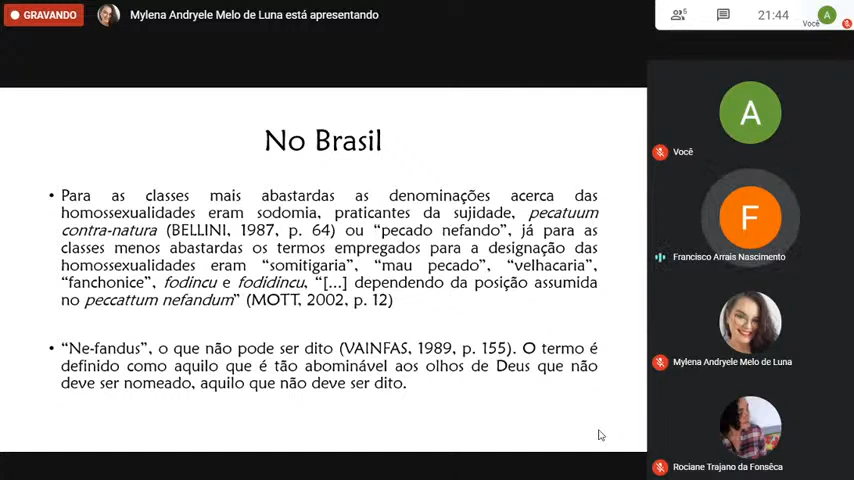 GRAVANDO
Mylena Andryele Melo de Luna está apresentando
6
21:44
Você
A
No Brasil
• Para as classes mais abastardas as denominações acerca das
homossexualidades eram sodomia, praticantes da sujidade, pecatuum
contra-natura (BELLINI, 1987, p. 64) ou “pecado nefando”, já para as
classes menos abastardas os termos empregados para a designação das
homossexualidades eram “somitigaria”, “mau pecado”, “velhacaria”,
“fanchonice”, fodincu e fodidincu, “[...] dependendo da posição assumida
no peccattum nefandum” (MOTT, 2002, p. 12)
• “Ne-fandus”, o que não pode ser dito (VAINFAS, 1989, p. 155). O termo é
definido como aquilo que é tão abominável aos olhos de Deus que não
deve ser nomeado, aquilo que não deve ser dito.
A
Você
F
Francisco Arrais Nascimento
Mylena Andryele Melo de Luna
Rociane Trajano da Fonsêca